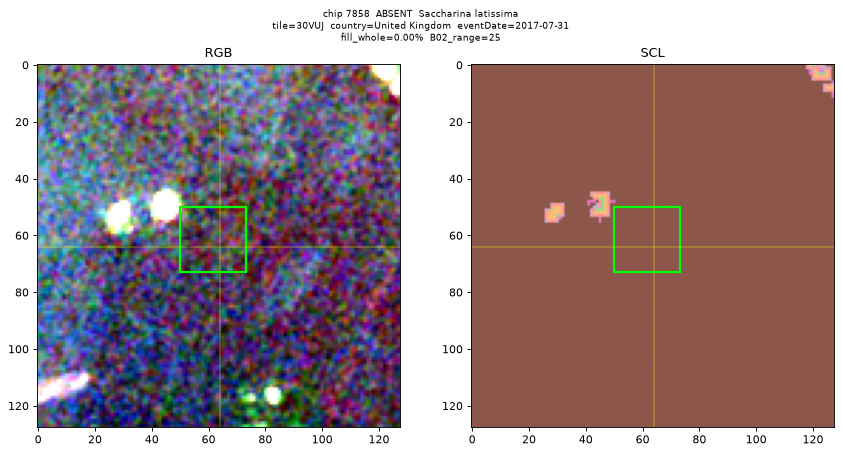 chip 7858  ABSENT  Saccharina latissima
tile=30VUJ  country=United Kingdom  eventDate=2017-07-31
fill_whole=0.00%  B02_range=25
RGB
SCL
0
20
40
60
80
100
120
0 20 40 60 80 100 120
0
20
40
60
80
100
120
0 20 40 60 80 100 120